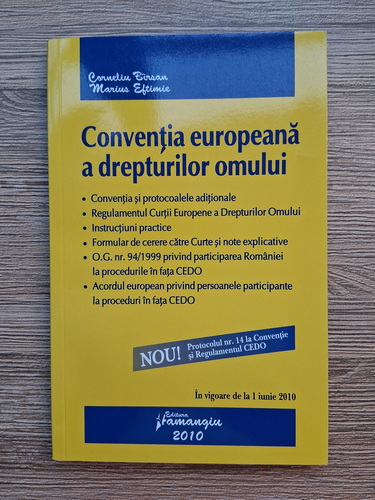 Corneliu Bîrsan
Marius Eftimie
Convenția europeană
a drepturilor omului
• Convenția și protocoalele adiționale
• Regulamentul Curții Europene a Drepturilor Omului
• Instrucțiuni practice
• Formular de cerere către Curte și note explicative
• O.G. nr. 94/1999 privind participarea României
la procedurile în fața CEDO
• Acordul european privind persoanele participante
la proceduri în fața CEDO
NOU! Protocolul nr. 14 la Convenție
și Regulamentul CEDO
În vigoare de la 1 iunie 2010
Editura
Hamangiu
2010